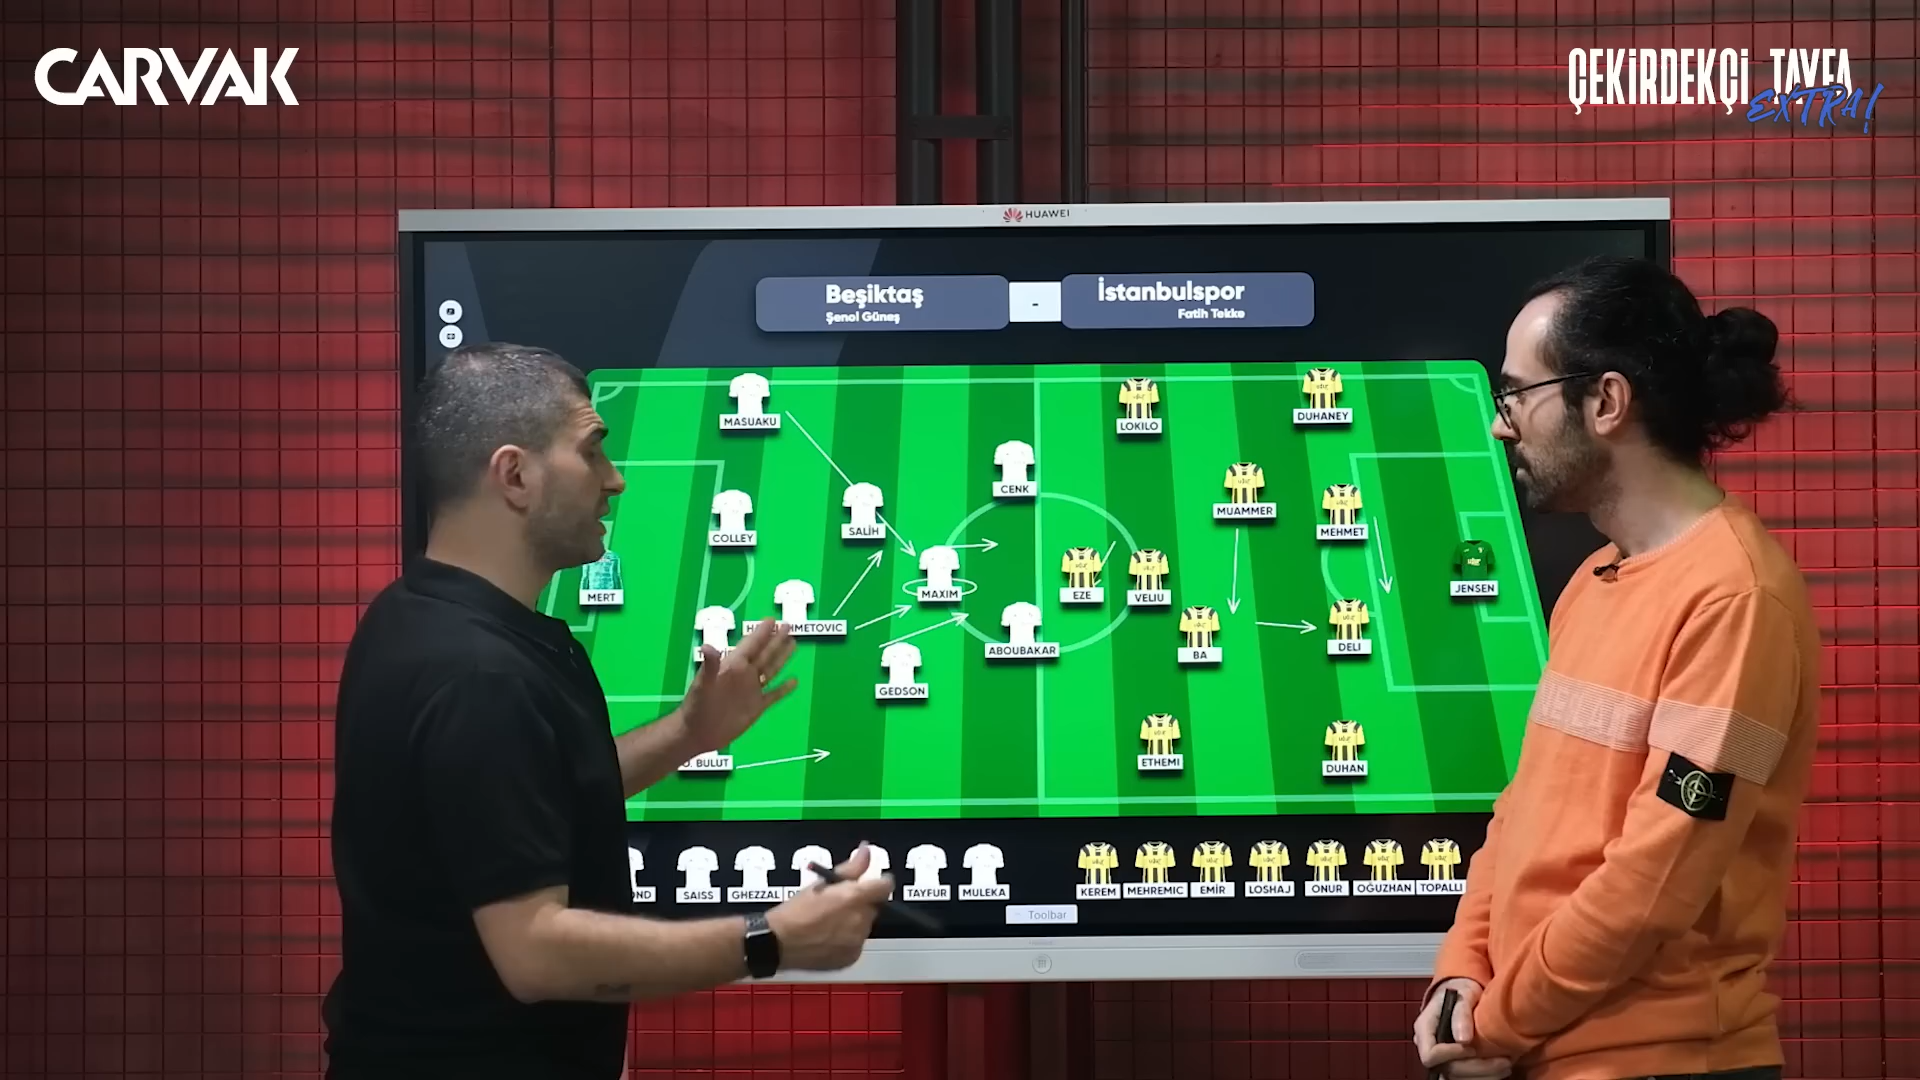 CARVAK
ÇEKİRDEKÇİ TAYFA
EXTRA!
HUAWEI
Beşiktaş
Şenol Güneş
-
İstanbulspor
Fatih Tekke
MASUAKU
LOKILO
DUHANEY
CENK
MUAMMER
COLLEY
SALİH
MEHMET
MERT
MAXIM
EZE
VELIU
JENSEN
HMETOVIC
ABOUBAKAR
BA
DELI
GEDSON
O. BULUT
ETHEMI
DUHAN
OND
SAISS
GHEZZAL
TAYFUR
MULEKA
KEREM
MEHREMIC
EMİR
LOSHAJ
ONUR
OĞUZHAN
TOPALLI
Toolbar